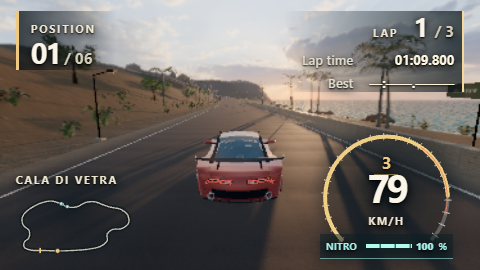 POSITION
01 / 06
LAP 1 / 3
Lap time 01:09.800
Best
CALA DI VETRA
3
79
KM/H
NITRO 100 %